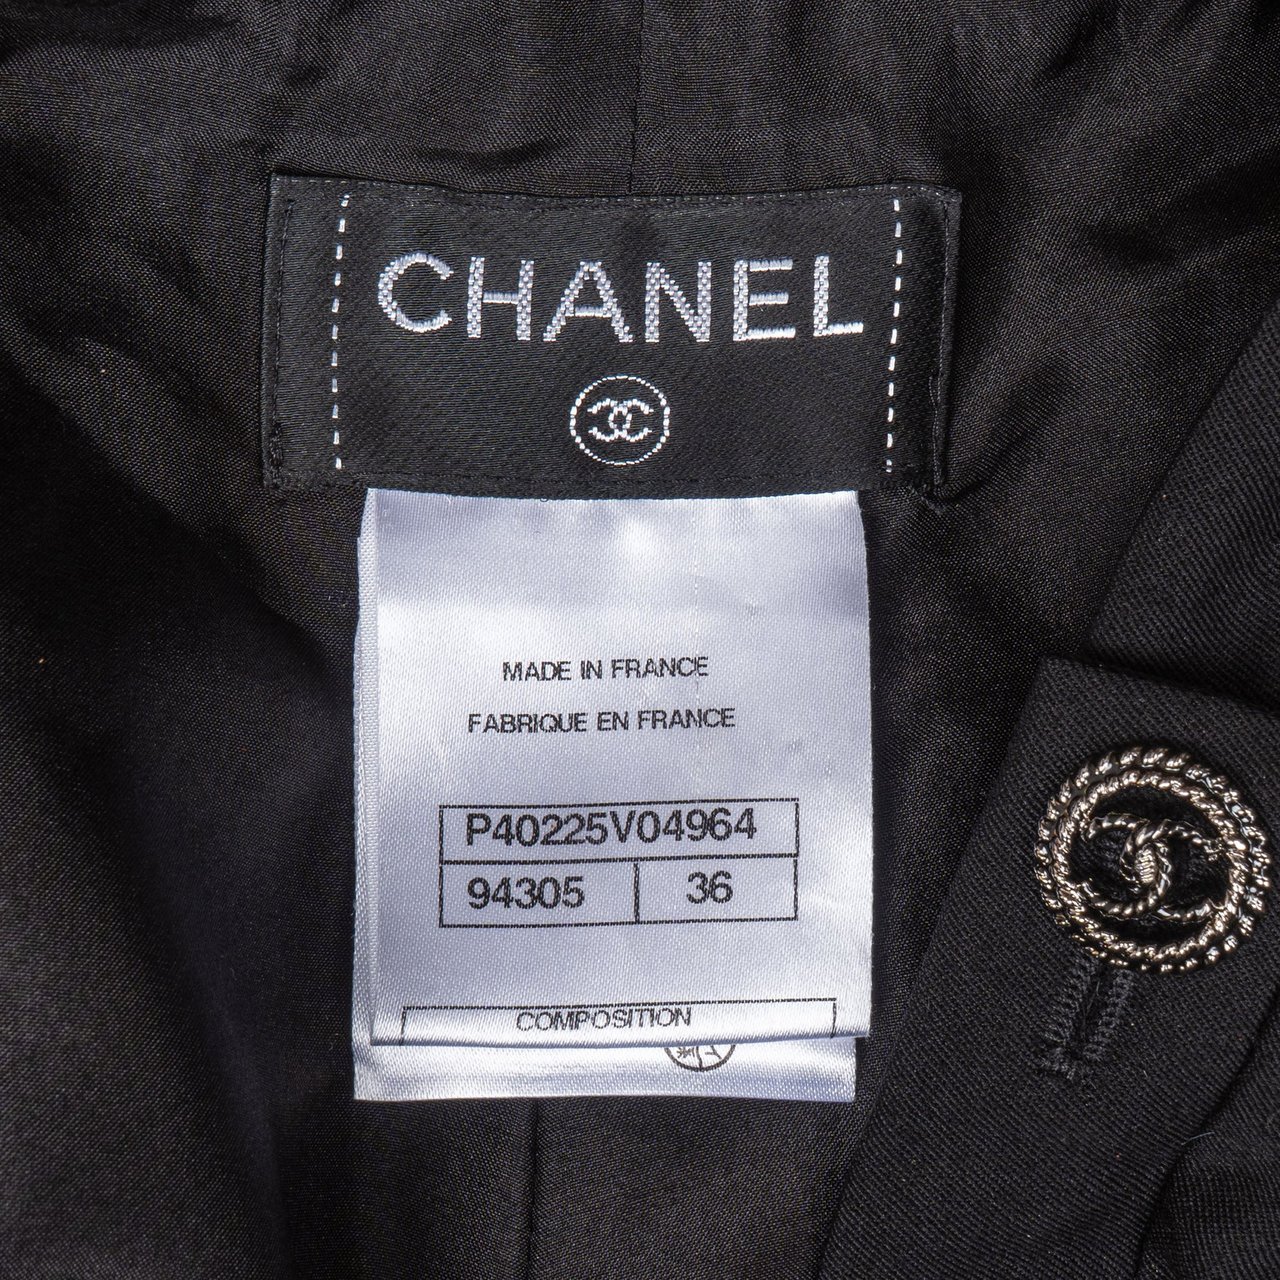 CHANEL
MADE IN FRANCE
FABRIQUE EN FRANCE
P40225V04964
94305 36
COMPOSITION